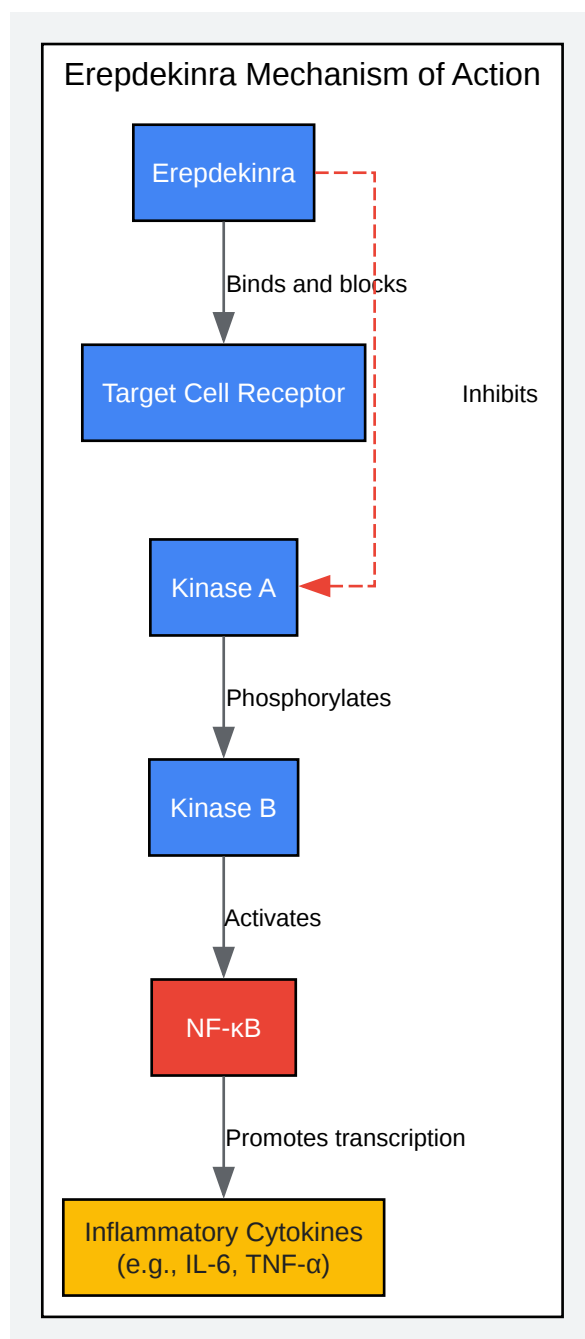 Erepdekinra Mechanism of Action
Erepdekinra
Binds and blocks
Target Cell Receptor
Inhibits
Kinase A
Phosphorylates
Kinase B
Activates
NF-κB
Promotes transcription
Inflammatory Cytokines
(e.g., IL-6, TNF-α)